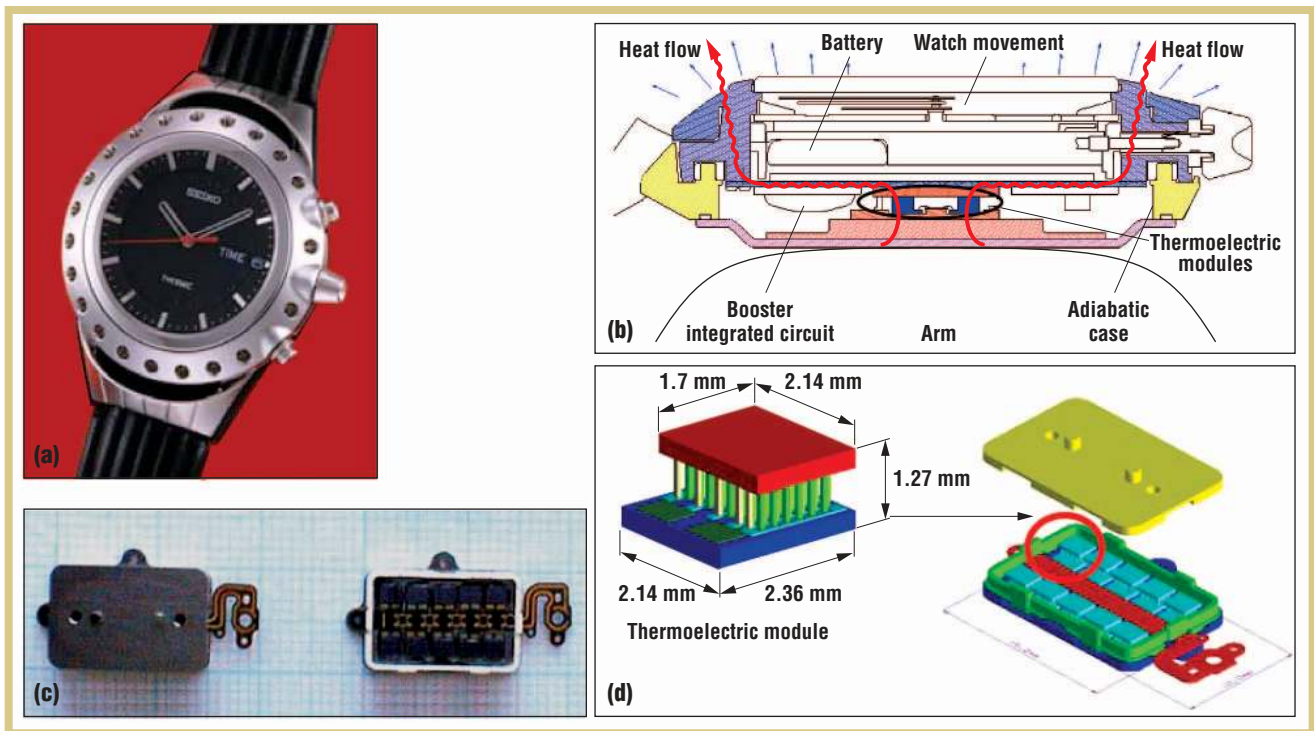 SEIKO
TIME
THERMIC
(a)
Heat flow
Battery
Watch movement
Heat flow
Thermoelectric
modules
Booster
integrated circuit
Arm
Adiabatic
case
(b)
(c)
1.7 mm
2.14 mm
1.27 mm
2.14 mm
2.36 mm
Thermoelectric module
(d)